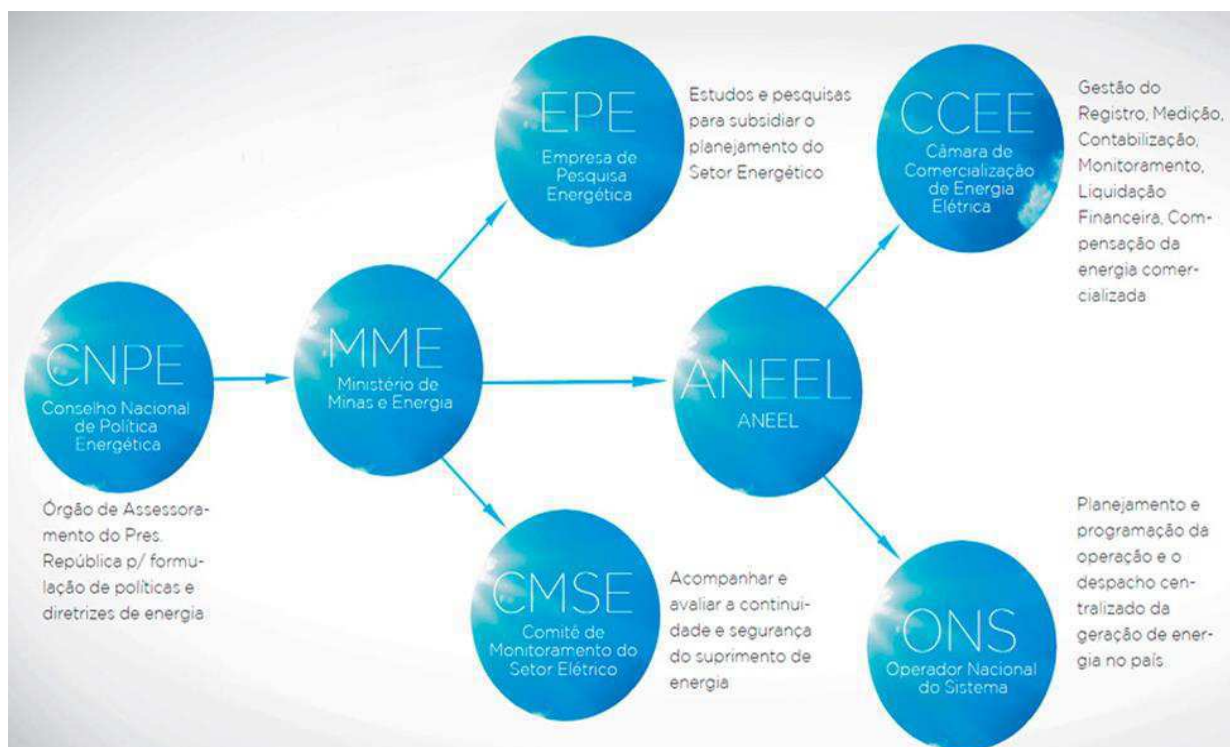 EPE
Empresa de
Pesquisa
Energética
Estudos e pesquisas
para subsidiar o
planejamento do
Setor Energético
CCEE
Câmara de
Comercialização
de Energia
Elétrica
Gestão do
Registro, Medição,
Contabilização,
Monitoramento,
Liquidação
Financeira, Com-
pensação da
energia comer-
cializada
CNPE
Conselho Nacional
de Política
Energética
Órgão de Assessora-
mento do Pres.
República p/ formu-
lação de políticas e
diretrizes de energia
MME
Ministério de
Minas e Energia
ANEEL
ANEEL
CMSE
Comitê de
Monitoramento do
Setor Elétrico
Acompanhar e
avaliar a continui-
dade e segurança
do suprimento de
energia
ONS
Operador Nacional
do Sistema
Planejamento e
programação da
operação e o
despacho cen-
tralizado da
geração de ener-
gia no país